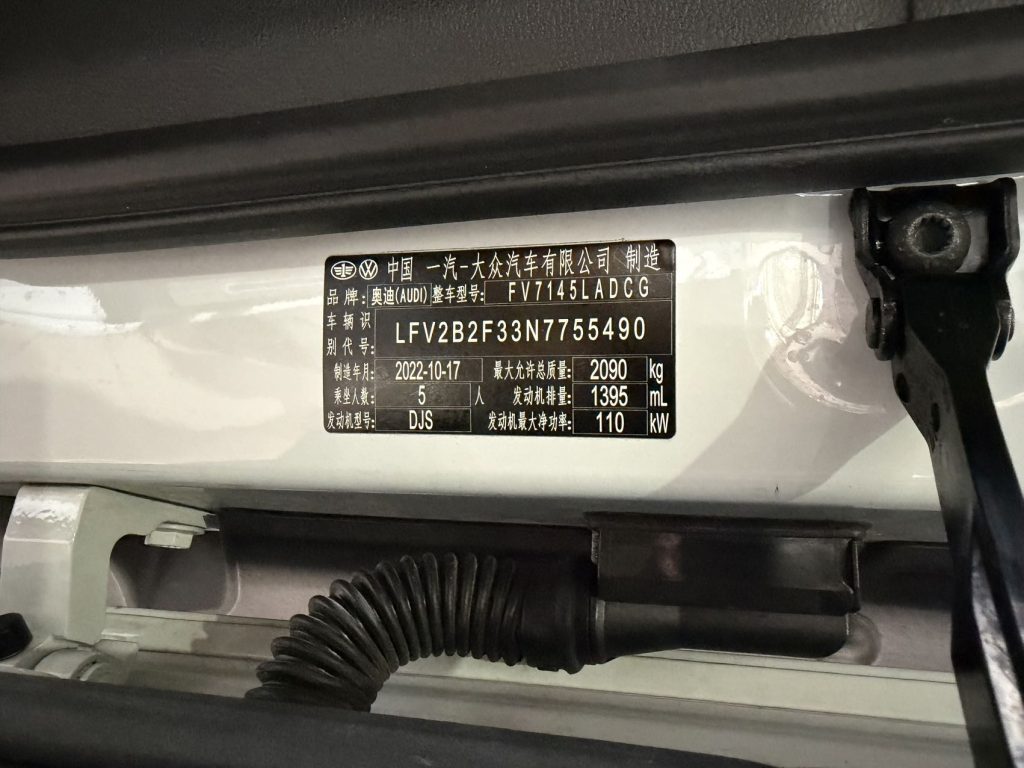 中国 一汽-大众汽车有限公司 制造
品牌: 奥迪(AUDI) 整车型号: FV7145LADCG
车辆识别代号: LFV2B2F33N7755490
制造年月: 2022-10-17 最大允许总质量: 2090 kg
乘坐人数: 5 人 发动机排量: 1395 mL
发动机型号: DJS 发动机最大净功率: 110 kW